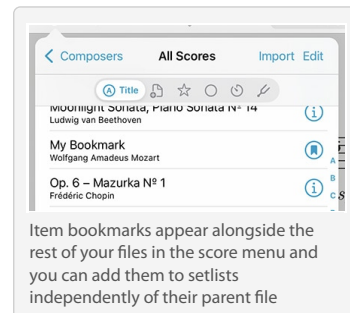 Composers All Scores Import Edit
A Title
Moonlight Sonata, Piano Sonata Nº 14
Ludwig van Beethoven
My Bookmark
Wolfgang Amadeus Mozart
A
Op. 6 – Mazurka Nº 1
B
Frédéric Chopin
C
Item bookmarks appear alongside the
rest of your files in the score menu and
you can add them to setlists
independently of their parent file